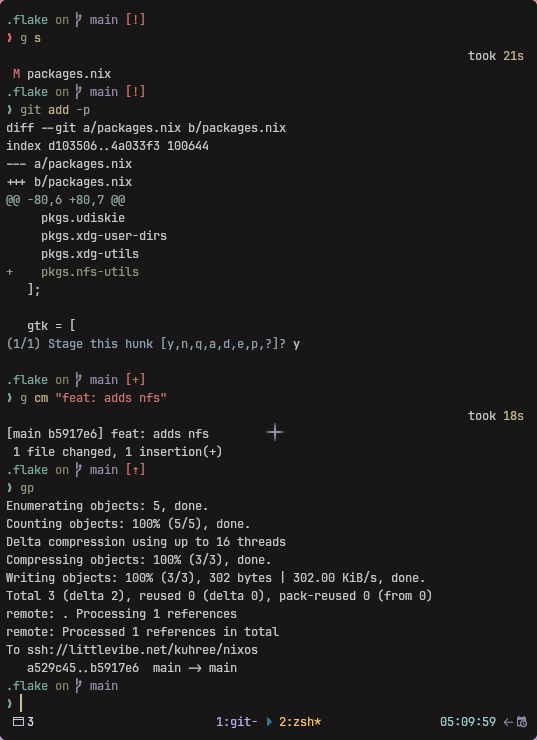 .flake on main [!]
❯ g s
took 21s
M packages.nix
.flake on main [!]
❯ git add -p
diff --git a/packages.nix b/packages.nix
index d103506..4a033f3 100644
--- a/packages.nix
+++ b/packages.nix
@@ -80,6 +80,7 @@
pkgs.udiskie
pkgs.xdg-user-dirs
pkgs.xdg-utils
+ pkgs.nfs-utils
];
gtk = [
(1/1) Stage this hunk [y,n,q,a,d,e,p,?]? y
.flake on main [+]
❯ g cm "feat: adds nfs"
took 18s
[main b5917e6] feat: adds nfs
1 file changed, 1 insertion(+)
.flake on main [↑]
❯ gp
Enumerating objects: 5, done.
Counting objects: 100% (5/5), done.
Delta compression using up to 16 threads
Compressing objects: 100% (3/3), done.
Writing objects: 100% (3/3), 302 bytes | 302.00 KiB/s, done.
Total 3 (delta 2), reused 0 (delta 0), pack-reused 0 (from 0)
remote: . Processing 1 references
remote: Processed 1 references in total
To ssh://littlevibe.net/kuhree/nixos
a529c45..b5917e6 main -> main
.flake on main
❯
3 1:git- 2:zsh* 05:09:59 ←